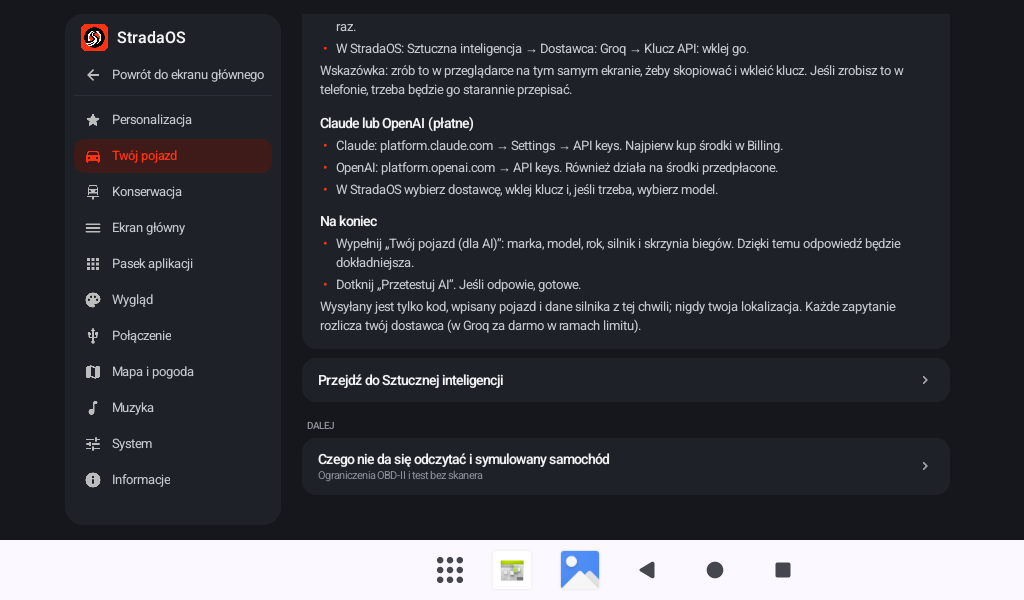 StradaOS
Powrót do ekranu głównego
Personalizacja
Twój pojazd
Konserwacja
Ekran główny
Pasek aplikacji
Wygląd
Połączenie
Mapa i pogoda
Muzyka
System
Informacje
raz.
• W StradaOS: Sztuczna inteligencja → Dostawca: Groq → Klucz API: wklej go.
Wskazówka: zrób to w przeglądarce na tym samym ekranie, żeby skopiować i wkleić klucz. Jeśli zrobisz to w
telefonie, trzeba będzie go starannie przepisać.
Claude lub OpenAI (płatne)
• Claude: platform.claude.com → Settings → API keys. Najpierw kup środki w Billing.
• OpenAI: platform.openai.com → API keys. Również działa na środki przedpłacone.
• W StradaOS wybierz dostawcę, wklej klucz i, jeśli trzeba, wybierz model.
Na koniec
• Wypełnij „Twój pojazd (dla AI)”: marka, model, rok, silnik i skrzynia biegów. Dzięki temu odpowiedź będzie
dokładniejsza.
• Dotknij „Przetestuj AI”. Jeśli odpowie, gotowe.
Wysyłany jest tylko kod, wpisany pojazd i dane silnika z tej chwili; nigdy twoja lokalizacja. Każde zapytanie
rozlicza twój dostawca (w Groq za darmo w ramach limitu).
Przejdź do Sztucznej inteligencji
DALEJ
Czego nie da się odczytać i symulowany samochód
Ograniczenia OBD-II i test bez skanera